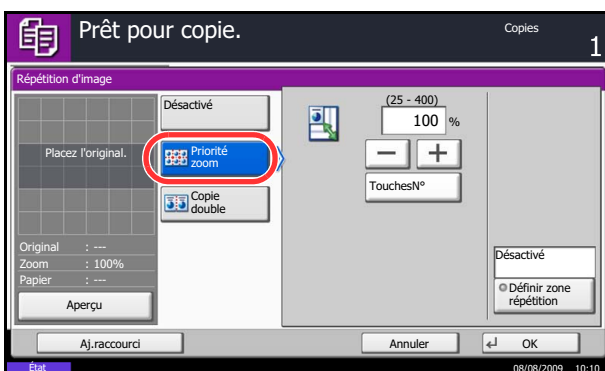 Prêt pour copie.
Copies
1
Répétition d'image
Placez l'original.
Original : ---
Zoom : 100%
Papier : ---
Aperçu
Désactivé
Priorité
zoom
Copie
double
(25 - 400)
100 %
TouchesN°
Désactivé
Définir zone
répétition
Aj.raccourci
Annuler
OK
État
08/08/2009 10:10